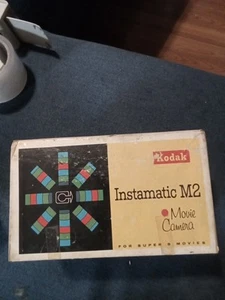 Kodak
Instamatic M2
Movie
Camera
FOR SUPER 8 MOVIES